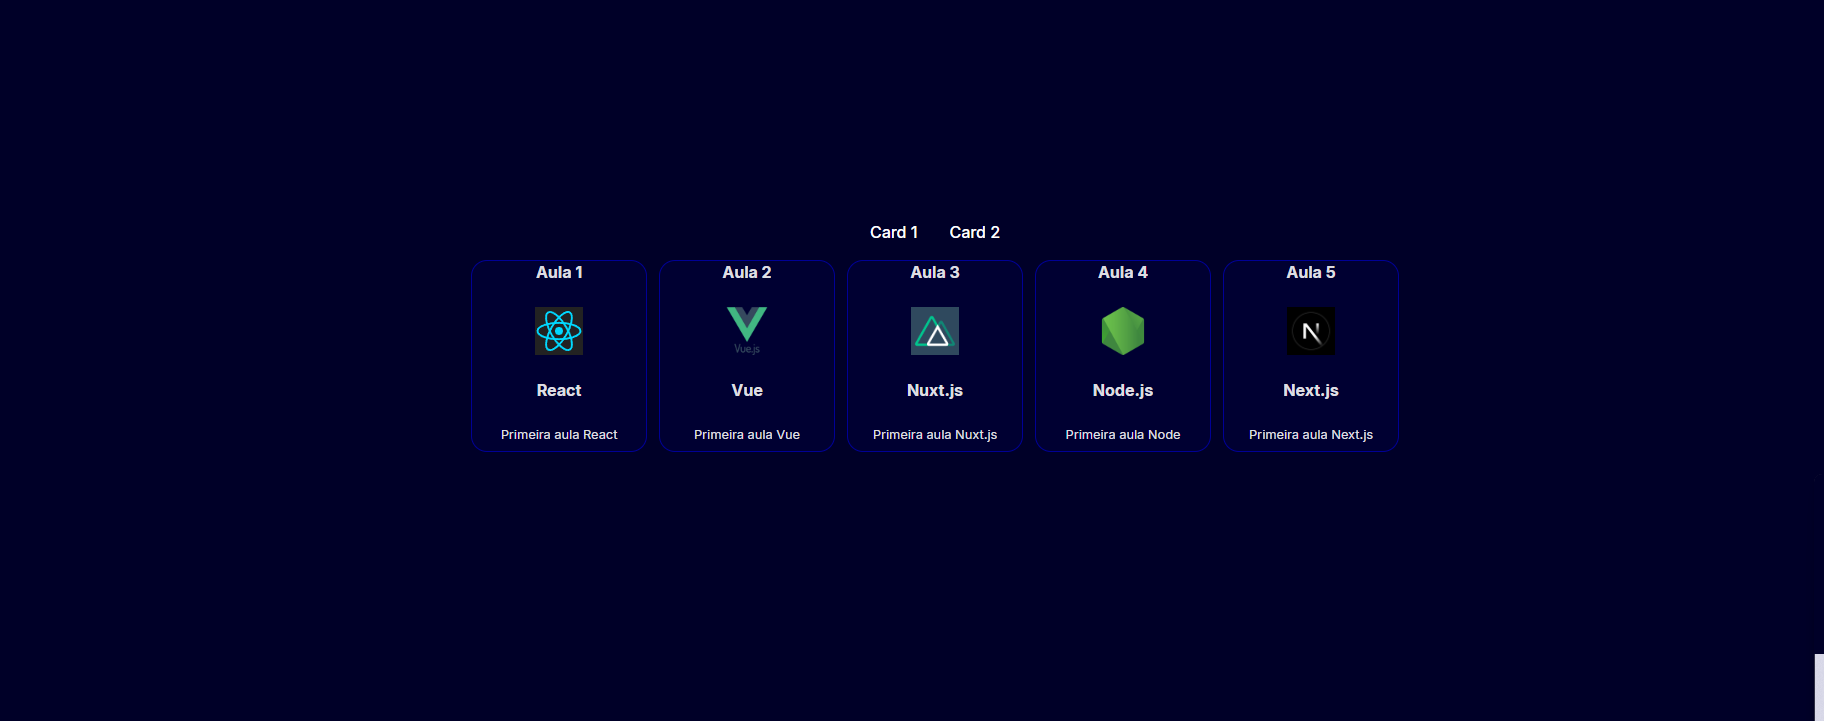 Card 1 Card 2
Aula 1 Aula 2 Aula 3 Aula 4 Aula 5
Vue.js N
React Vue Nuxt.js Node.js Next.js
Primeira aula React Primeira aula Vue Primeira aula Nuxt.js Primeira aula Node Primeira aula Next.js